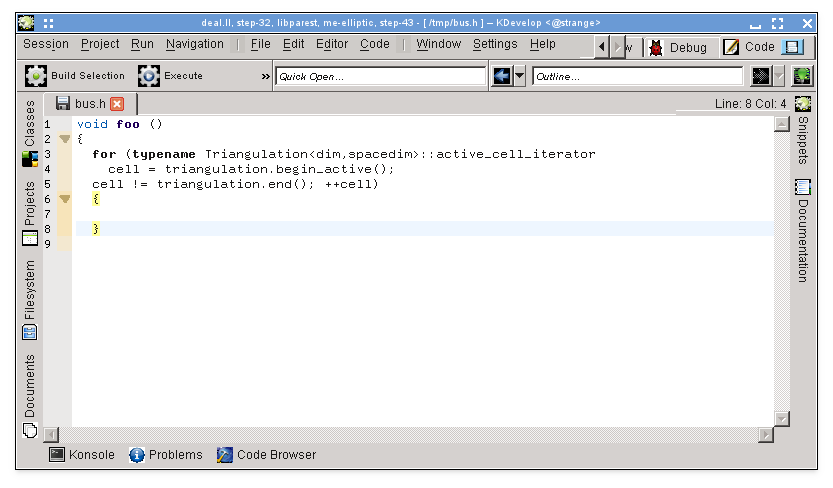 deal.II, step-32, libparest, me-elliptic, step-43 - [ /tmp/bus.h ] – KDevelop <@strange>
Session Project Run Navigation File Edit Editor Code Window Settings Help Debug Code
Build Selection Execute » Quick Open... Outline...
bus.h Line: 8 Col: 4
Classes
Projects
Filesystem
Documents
1 void foo ()
2 {
3 for (typename Triangulation<dim,spacedim>::active_cell_iterator
4 cell = triangulation.begin_active();
5 cell != triangulation.end(); ++cell)
6 {
7
8 }
9
Snippets
Documentation
Konsole Problems Code Browser